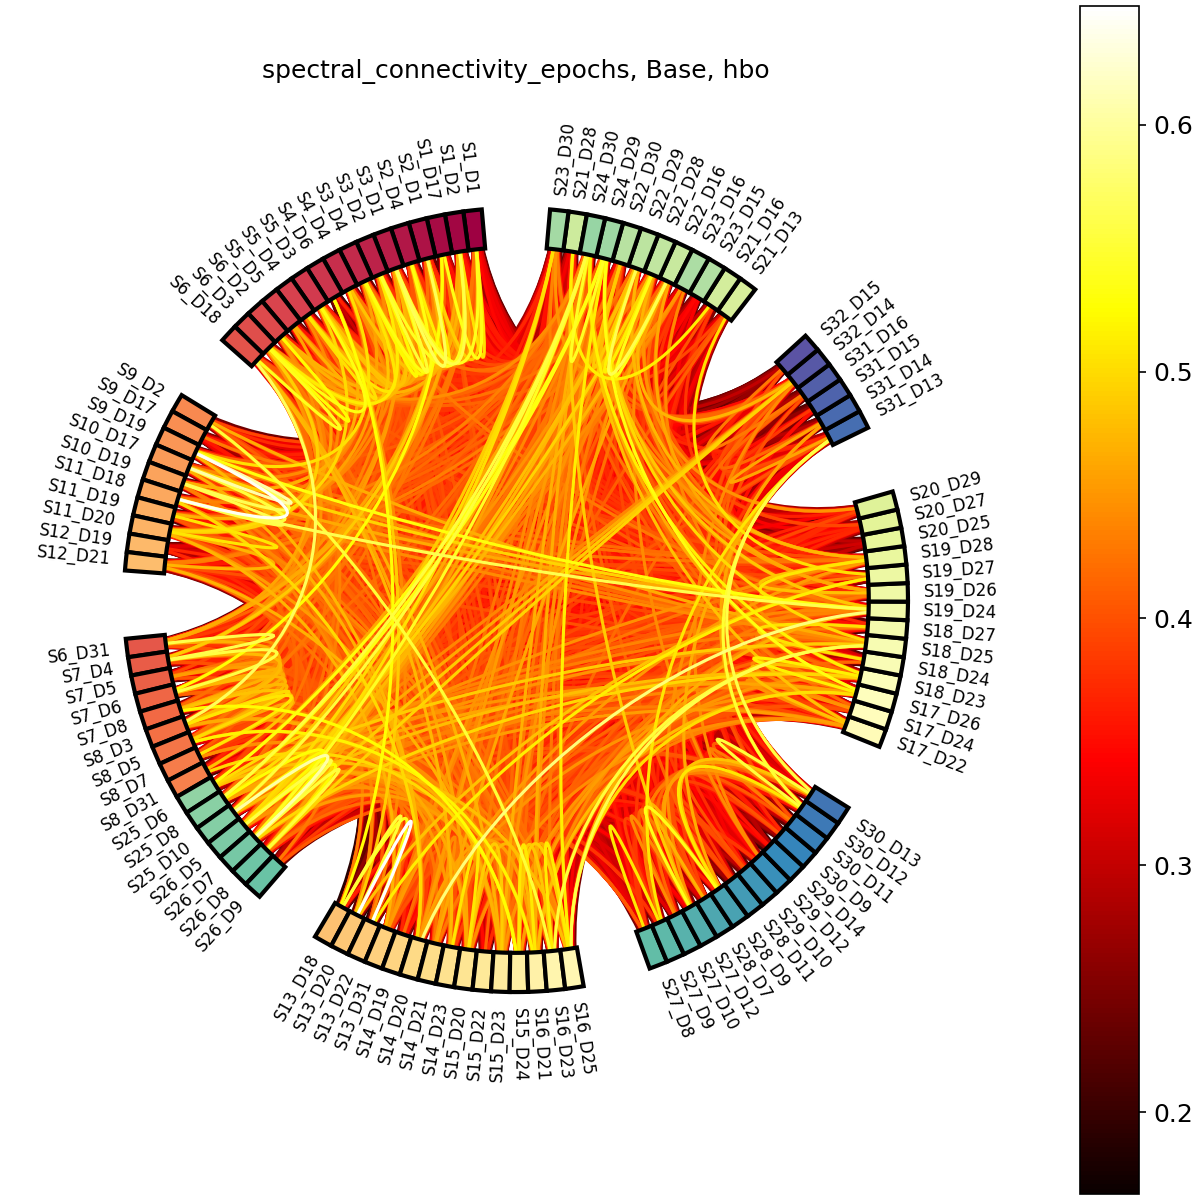 spectral_connectivity_epochs, Base, hbo
S1_D1
S1_D2
S1_D17
S2_D1
S2_D4
S3_D1
S3_D2
S3_D4
S4_D4
S4_D6
S5_D3
S5_D4
S5_D5
S6_D2
S6_D3
S6_D18
S9_D2
S9_D17
S9_D19
S10_D17
S10_D19
S11_D18
S11_D19
S11_D20
S12_D19
S12_D21
S6_D31
S7_D4
S7_D5
S7_D6
S7_D8
S8_D3
S8_D5
S8_D7
S8_D31
S25_D6
S25_D8
S25_D10
S26_D5
S26_D7
S26_D8
S26_D9
S13_D18
S13_D20
S13_D22
S13_D31
S14_D19
S14_D20
S14_D21
S14_D23
S15_D20
S15_D22
S15_D23
S15_D24
S16_D21
S16_D23
S16_D25
S27_D8
S27_D9
S27_D10
S27_D12
S28_D7
S28_D9
S28_D11
S29_D10
S29_D12
S29_D14
S30_D9
S30_D11
S30_D12
S30_D13
S17_D22
S17_D24
S17_D26
S18_D23
S18_D24
S18_D25
S18_D27
S19_D24
S19_D26
S19_D27
S19_D28
S20_D25
S20_D27
S20_D29
S31_D13
S31_D14
S31_D15
S31_D16
S32_D14
S32_D15
S21_D13
S21_D16
S23_D15
S23_D16
S22_D16
S22_D28
S22_D29
S22_D30
S24_D29
S24_D30
S21_D28
S23_D30
0.6
0.5
0.4
0.3
0.2